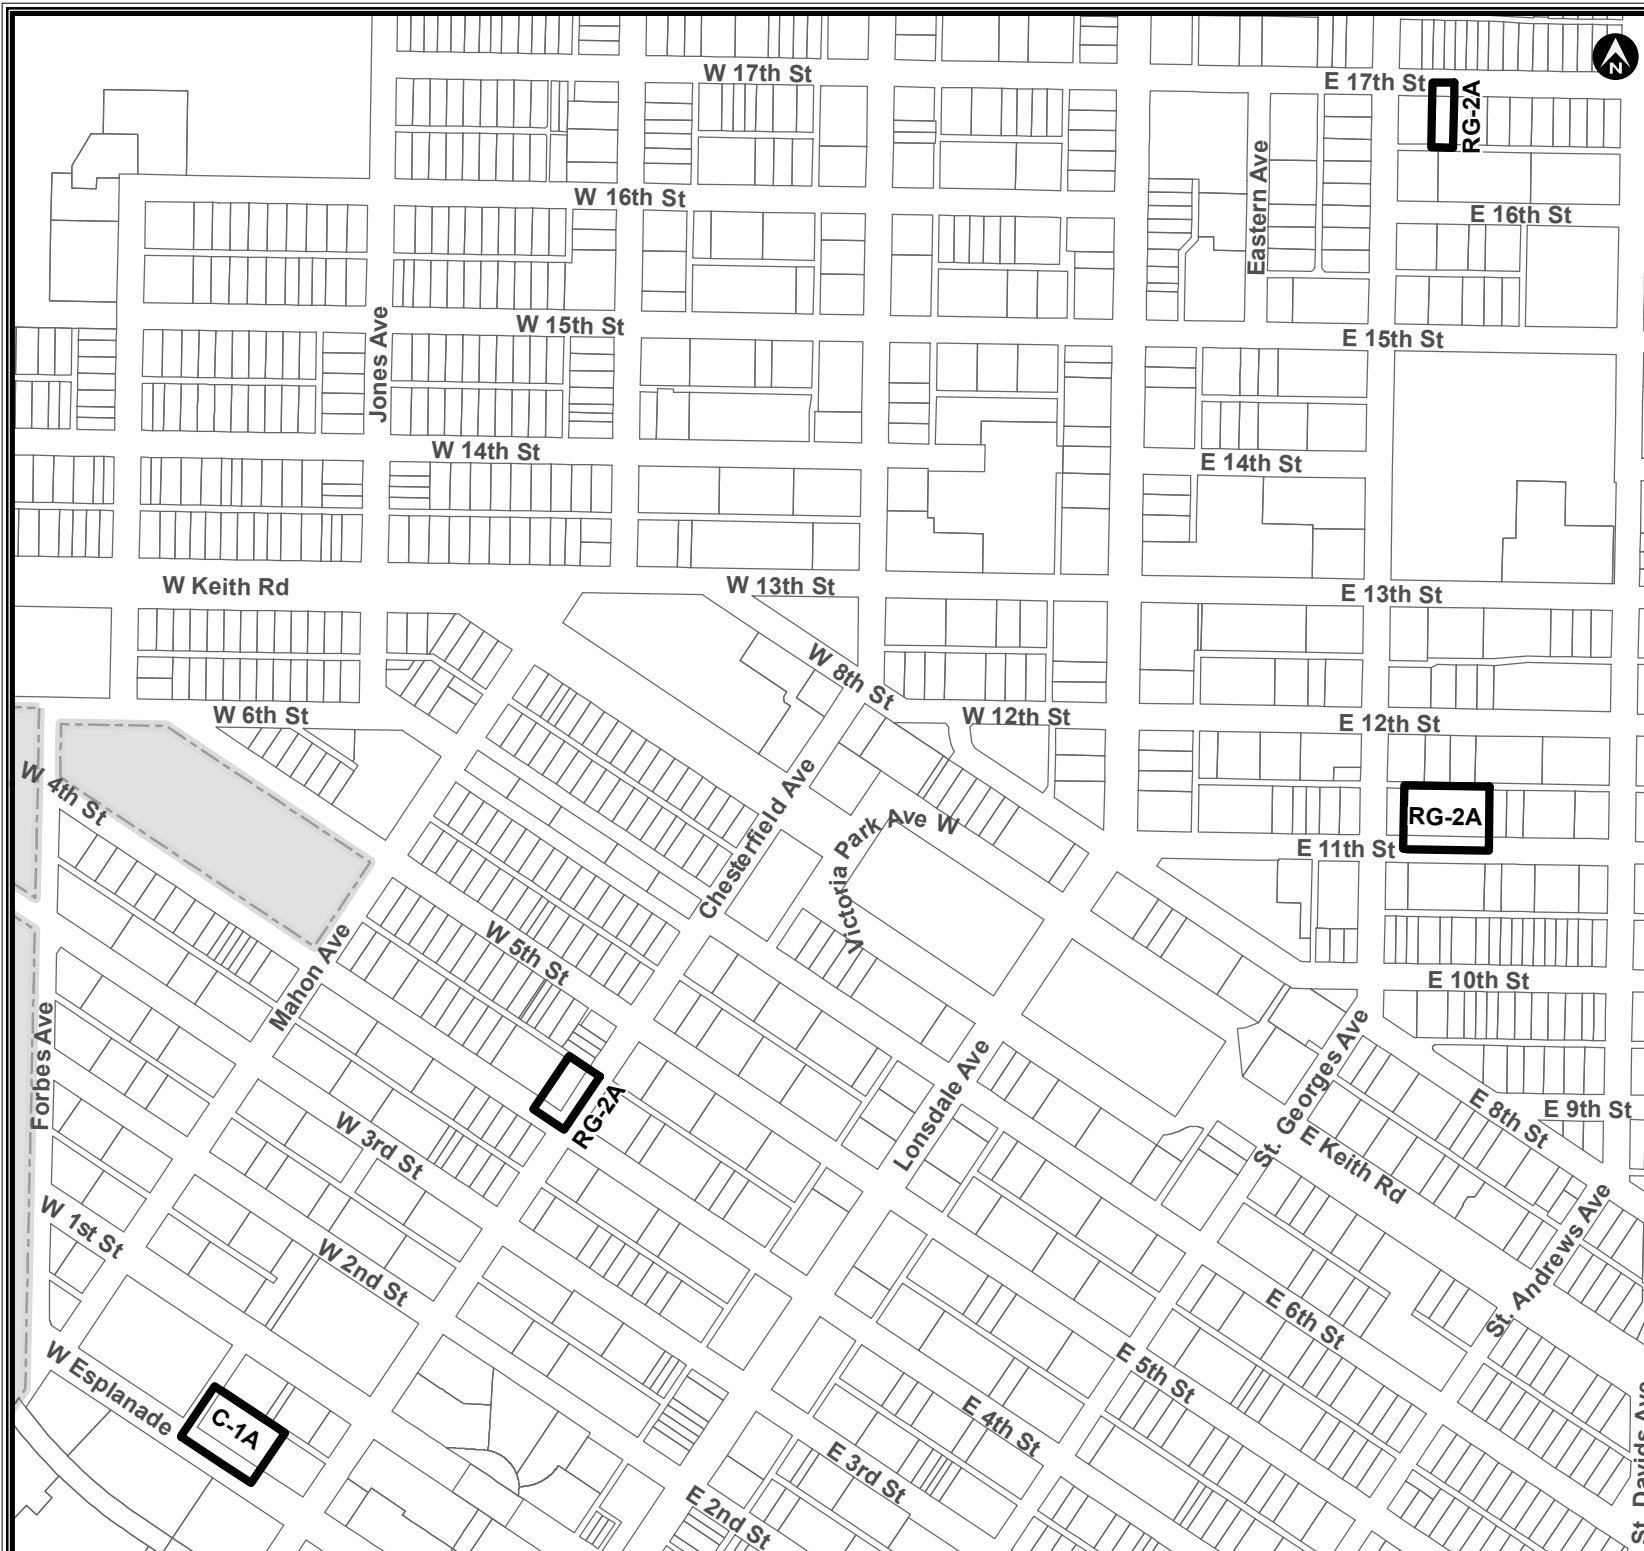 N
W 17th St
E 17th St
RG-2A
Eastern Ave
W 16th St
E 16th St
W 15th St
E 15th St
Jones Ave
W 14th St
E 14th St
W Keith Rd
W 13th St
E 13th St
W 8th St
W 6th St
W 12th St
E 12th St
W 4th St
Chesterfield Ave
Victoria Park Ave W
RG-2A
E 11th St
W 5th St
Mahon Ave
E 10th St
Forbes Ave
RG-2A
Lonsdale Ave
St. Georges Ave
E 8th St
E 9th St
W 3rd St
E Keith Rd
W 1st St
W 2nd St
St. Andrews Ave
E 6th St
W Esplanade
C-1A
E 5th St
E 4th St
E 3rd St
E 2nd St
St. Davids Ave